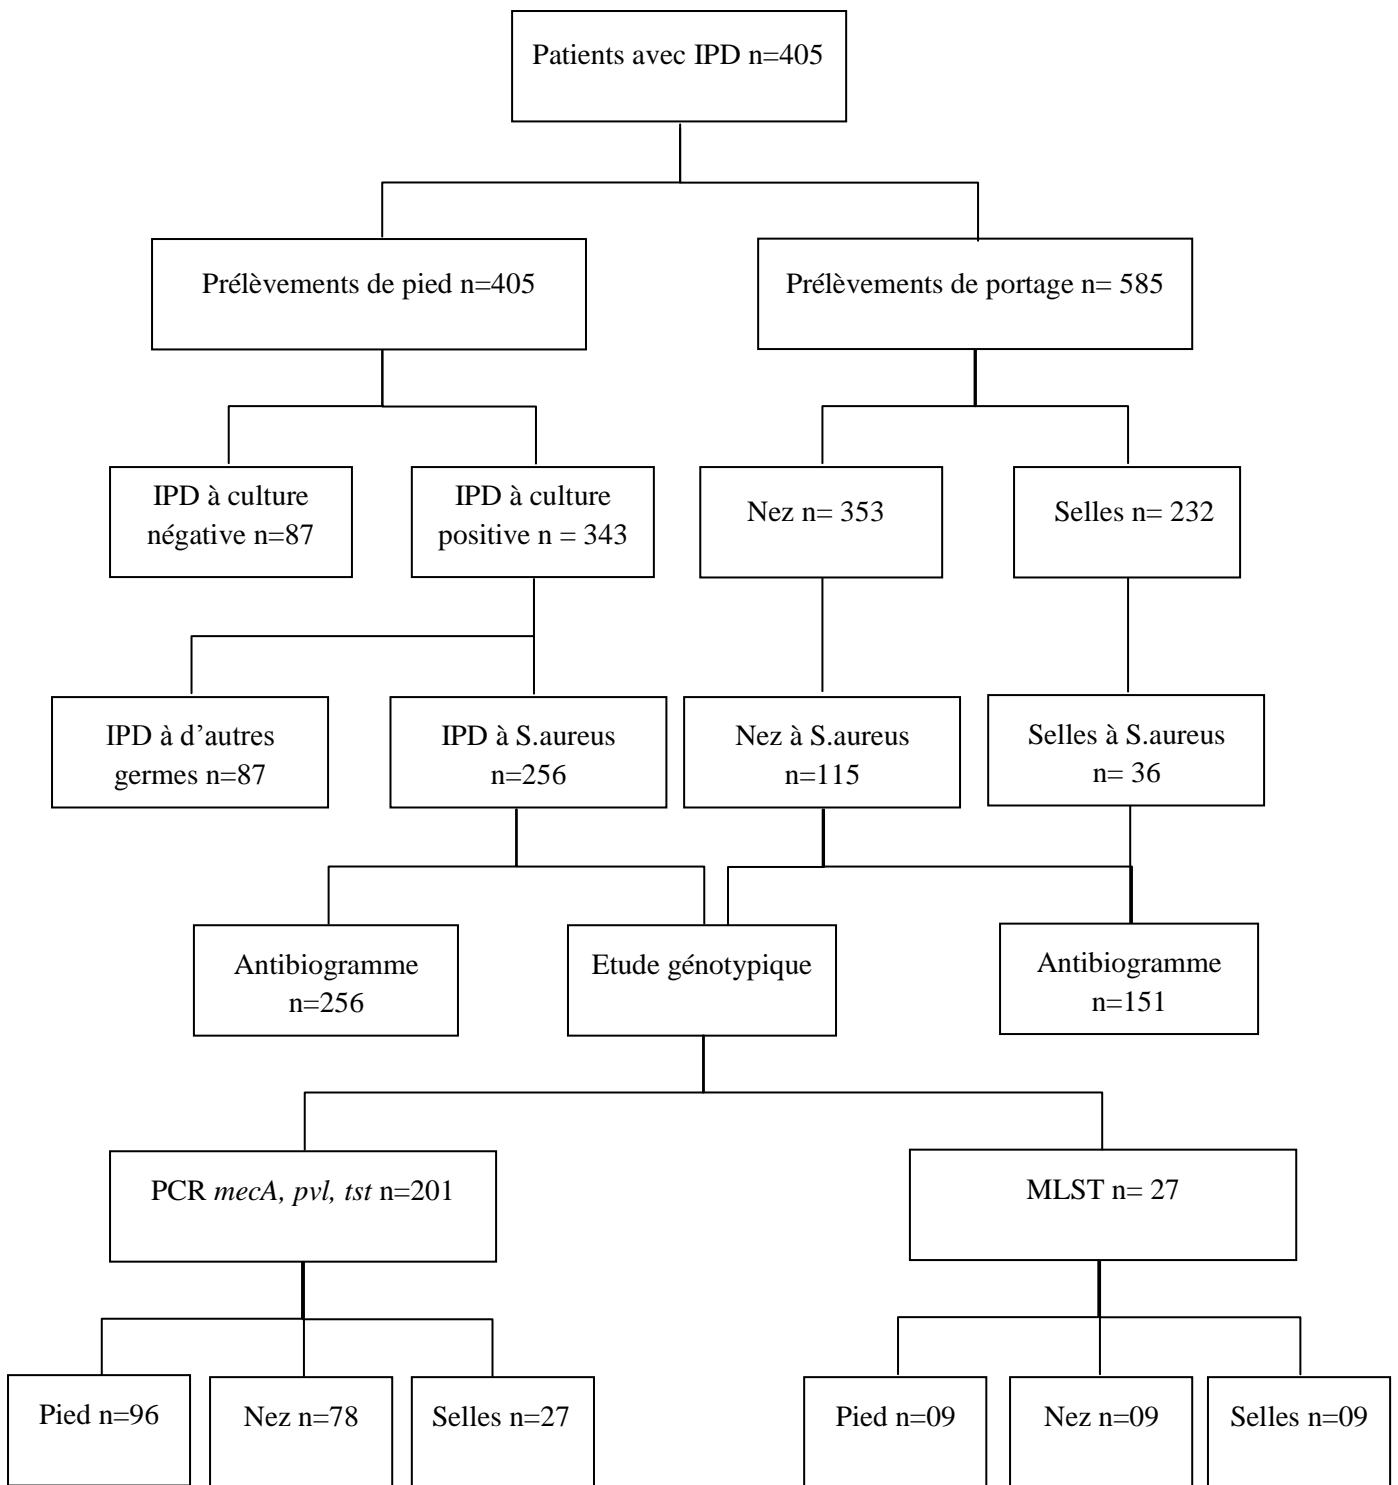 Patients avec IPD n=405
Prélèvements de pied n=405
Prélèvements de portage n= 585
IPD à culture
négative n=87
IPD à culture
positive n = 343
Nez n= 353
Selles n= 232
IPD à d’autres
germes n=87
IPD à S.aureus
n=256
Nez à S.aureus
n=115
Selles à S.aureus
n= 36
Antibiogramme
n=256
Etude génotypique
Antibiogramme
n=151
PCR mecA, pvl, tst n=201
MLST n= 27
Pied n=96
Nez n=78
Selles n=27
Pied n=09
Nez n=09
Selles n=09